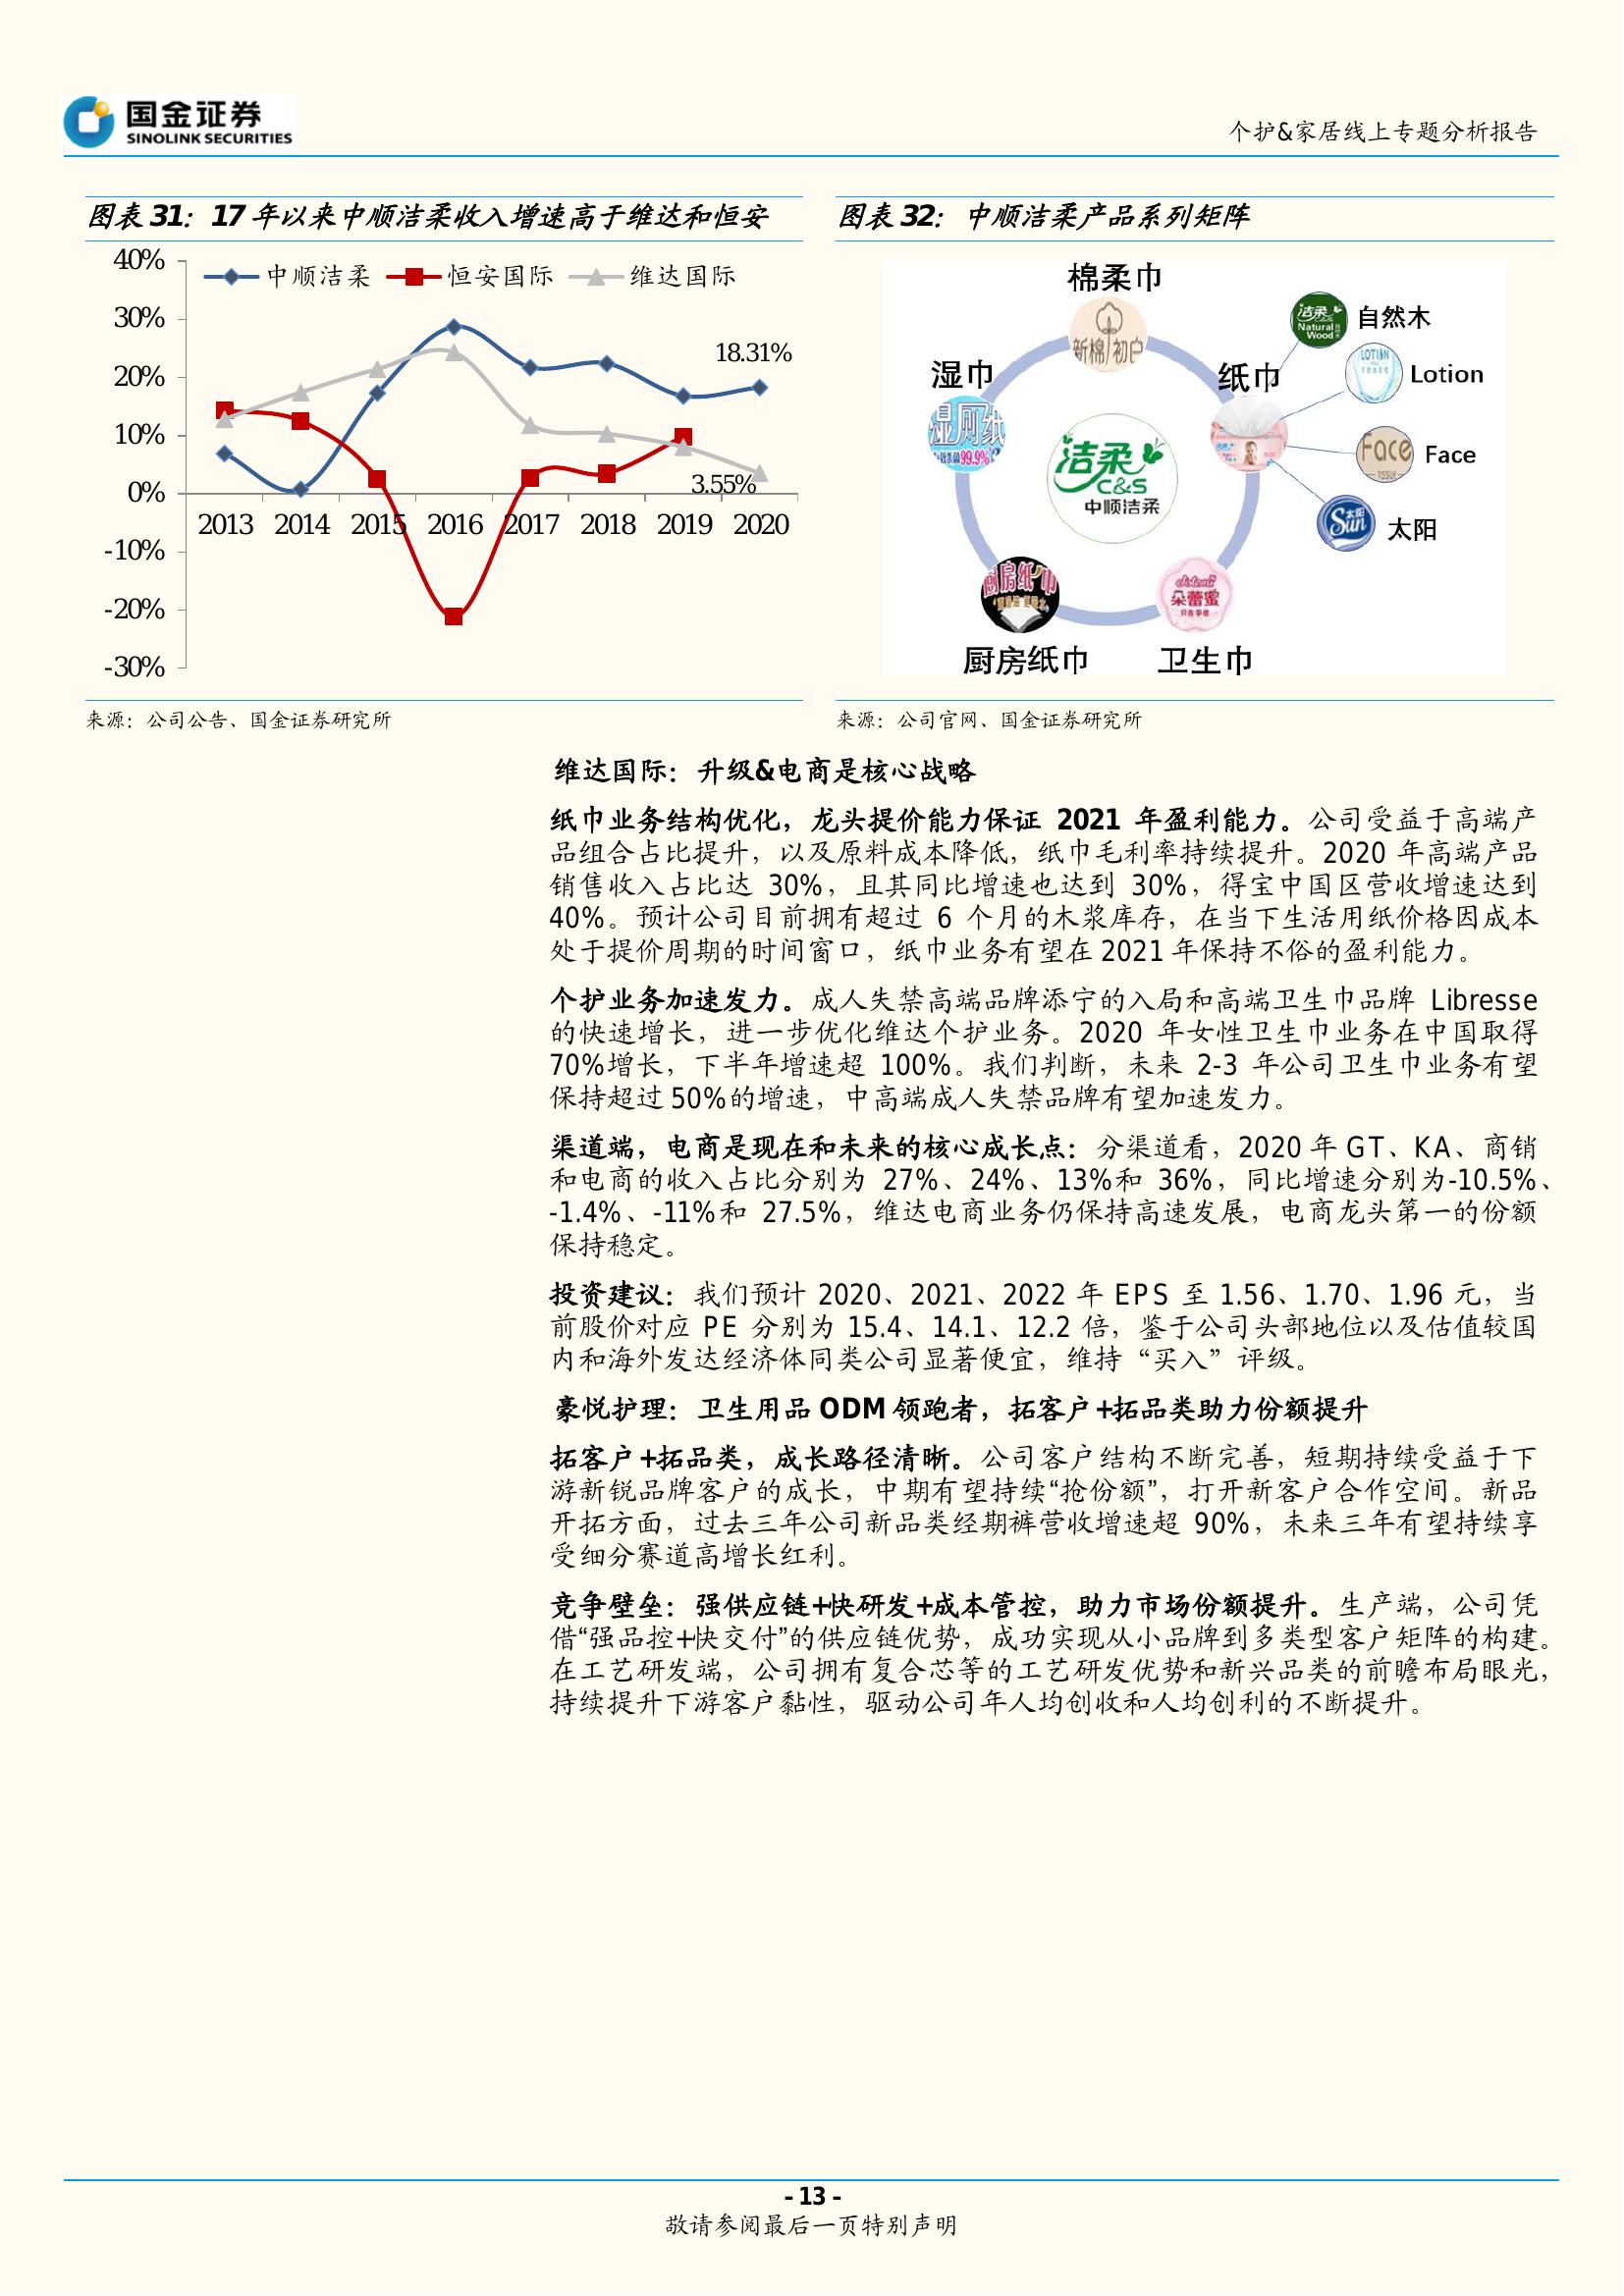 国金证券
SINOLINK SECURITIES
个护&家居线上专题分析报告
图表31：17年以来中顺洁柔收入增速高于维达和恒安
40%
30%
20%
10%
0%
-10%
-20%
-30%
中顺洁柔
恒安国际
维达国际
18.31%
3.55%
2013 2014 2015 2016 2017 2018 2019 2020
来源：公司公告、国金证券研究所
图表32：中顺洁柔产品系列矩阵
棉柔巾
新棉初白
湿巾
湿厕纸
99.9%
纸巾
洁柔
C&S
Natural
Wood
自然木
LOTION
Lotion
Face
TISSUE
Face
太阳
Sun
太阳
洁柔
C&S
中顺洁柔
厨房纸巾
朵蕾蜜
厨房纸巾
卫生巾
来源：公司官网、国金证券研究所
维达国际：升级&电商是核心战略
纸巾业务结构优化，龙头提价能力保证 2021 年盈利能力。公司受益于高端产
品组合占比提升，以及原料成本降低，纸巾毛利率持续提升。2020 年高端产品
销售收入占比达 30%，且其同比增速也达到 30%，得宝中国区营收增速达到
40%。预计公司目前拥有超过 6 个月的木浆库存，在当下生活用纸价格因成本
处于提价周期的时间窗口，纸巾业务有望在 2021 年保持不俗的盈利能力。
个护业务加速发力。成人失禁高端品牌添宁的入局和高端卫生巾品牌 Libresse
的快速增长，进一步优化维达个护业务。2020 年女性卫生巾业务在中国取得
70%增长，下半年增速超 100%。我们判断，未来 2-3 年公司卫生巾业务有望
保持超过 50%的增速，中高端成人失禁品牌有望加速发力。
渠道端，电商是现在和未来的核心成长点：分渠道看，2020 年 GT、KA、商销
和电商的收入占比分别为 27%、24%、13%和 36%，同比增速分别为-10.5%、
-1.4%、-11%和 27.5%，维达电商业务仍保持高速发展，电商龙头第一的份额
保持稳定。
投资建议：我们预计 2020、2021、2022 年 EPS 至 1.56、1.70、1.96 元，当
前股价对应 PE 分别为 15.4、14.1、12.2 倍，鉴于公司头部地位以及估值较国
内和海外发达经济体同类公司显著便宜，维持“买入”评级。
豪悦护理：卫生用品 ODM 领跑者，拓客户+拓品类助力份额提升
拓客户+拓品类，成长路径清晰。公司客户结构不断完善，短期持续受益于下
游新锐品牌客户的成长，中期有望持续“抢份额”，打开新客户合作空间。新品
开拓方面，过去三年公司新品类经期裤营收增速超 90%，未来三年有望持续享
受细分赛道高增长红利。
竞争壁垒：强供应链+快研发+成本管控，助力市场份额提升。生产端，公司凭
借“强品控+快交付”的供应链优势，成功实现从小品牌到多类型客户矩阵的构建。
在工艺研发端，公司拥有复合芯等的工艺研发优势和新兴品类的前瞻布局眼光，
持续提升下游客户黏性，驱动公司年人均创收和人均创利的不断提升。
- 13 -
敬请参阅最后一页特别声明